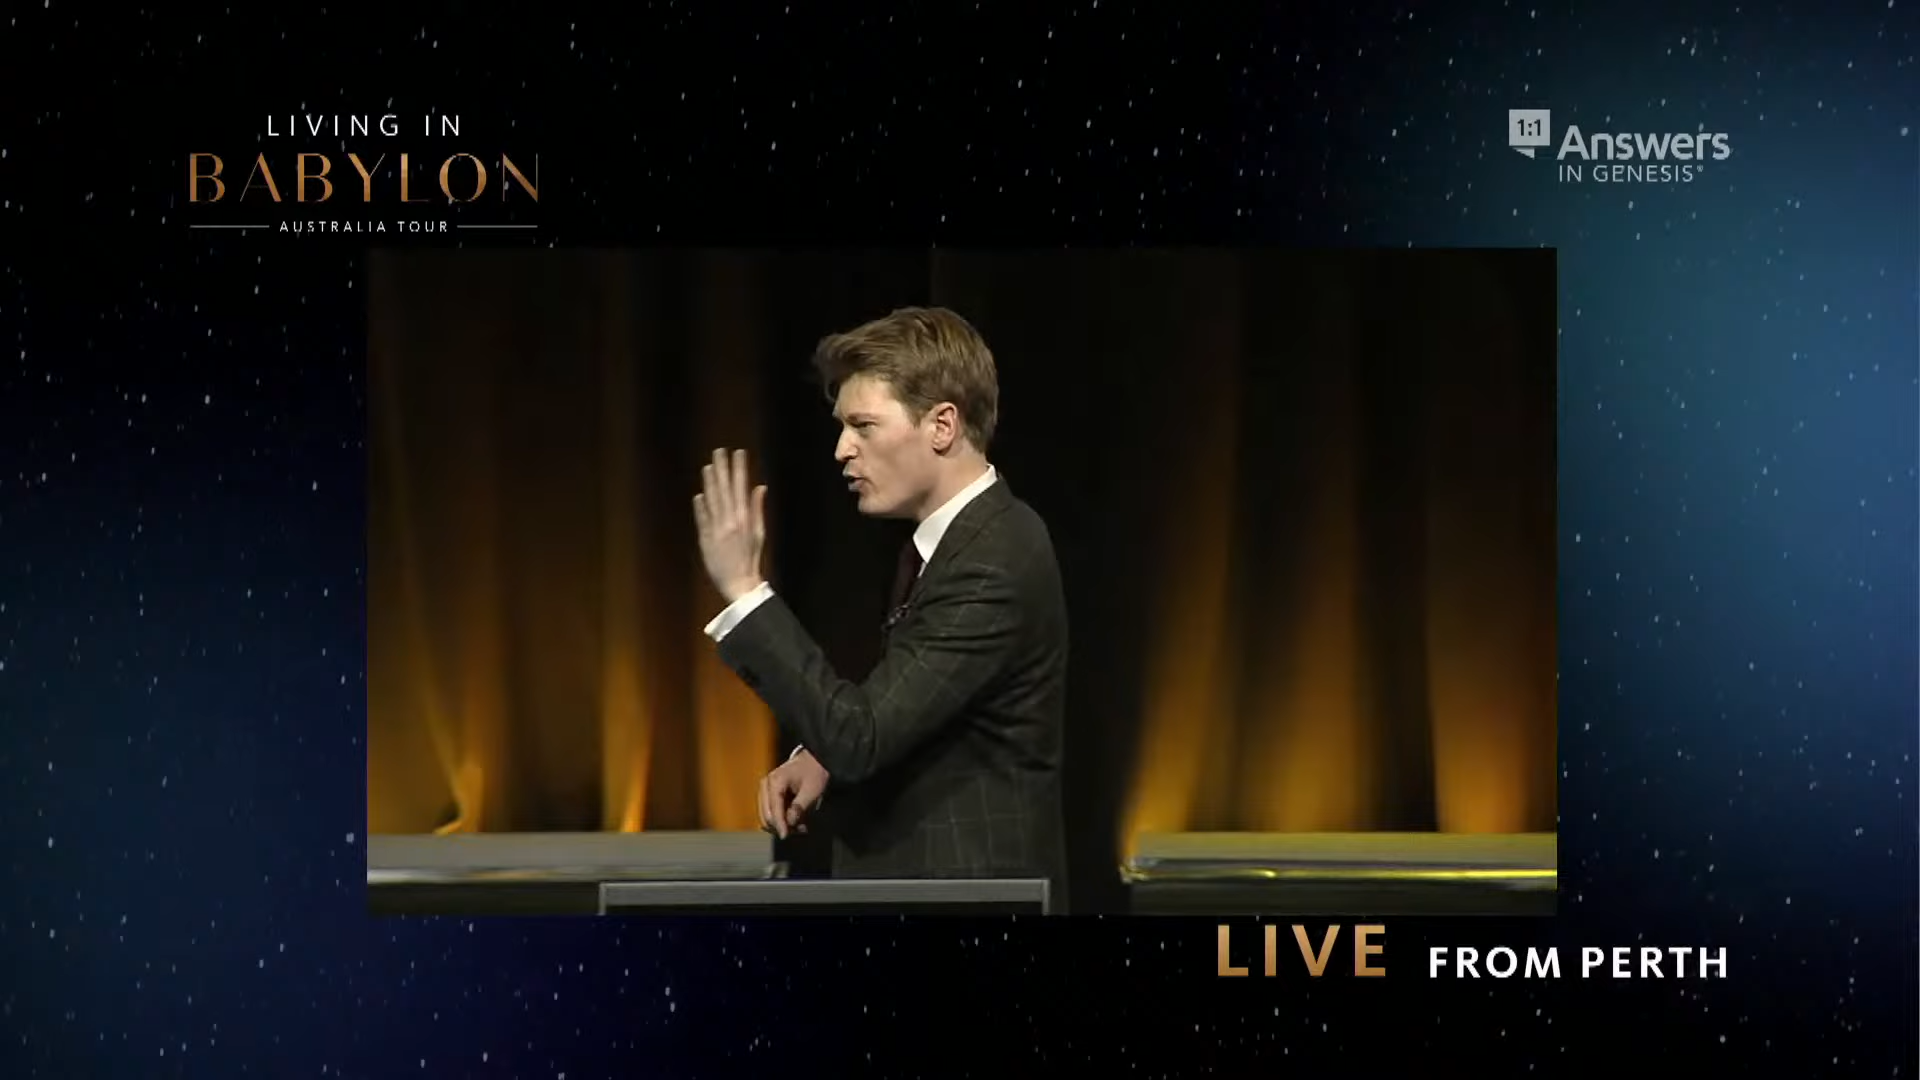 LIVING IN
BABYLON
AUSTRALIA TOUR
1:1
Answers
IN GENESIS®
LIVE FROM PERTH